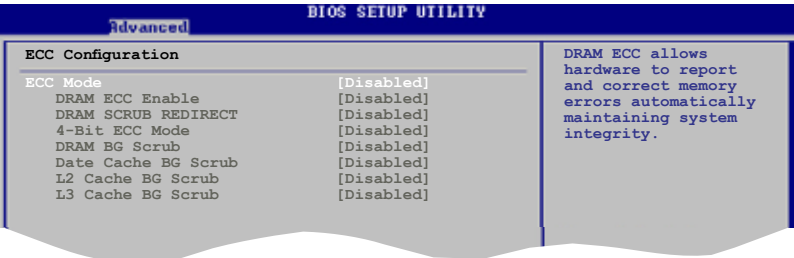 BIOS SETUP UTILITY
Advanced
ECC Configuration
ECC Mode [Disabled]
DRAM ECC Enable [Disabled]
DRAM SCRUB REDIRECT [Disabled]
4-Bit ECC Mode [Disabled]
DRAM BG Scrub [Disabled]
Date Cache BG Scrub [Disabled]
L2 Cache BG Scrub [Disabled]
L3 Cache BG Scrub [Disabled]
DRAM ECC allows
hardware to report
and correct memory
errors automatically
maintaining system
integrity.